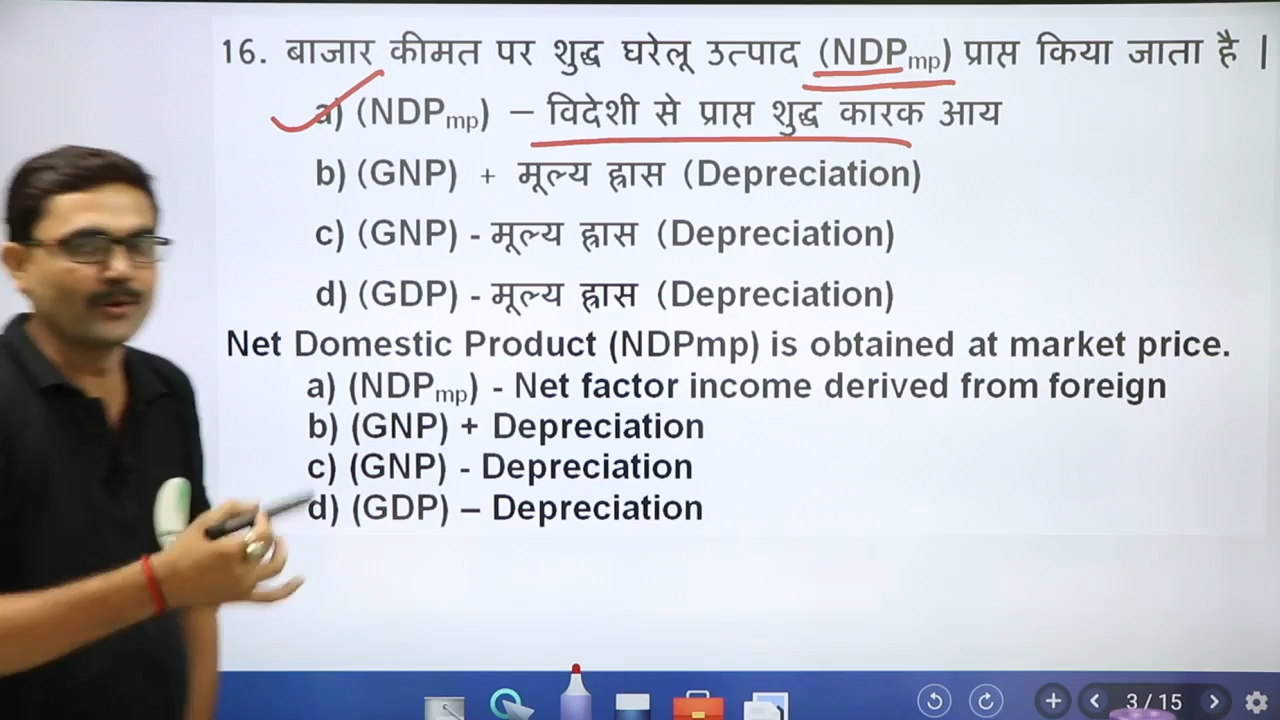 16. बाजार कीमत पर शुद्ध घरेलू उत्पाद (NDPmp) प्राप्त किया जाता है |
a) (NDPmp) – विदेशी से प्राप्त शुद्ध कारक आय
b) (GNP) + मूल्य ह्रास (Depreciation)
c) (GNP) - मूल्य ह्रास (Depreciation)
d) (GDP) - मूल्य ह्रास (Depreciation)
Net Domestic Product (NDPmp) is obtained at market price.
a) (NDPmp) - Net factor income derived from foreign
b) (GNP) + Depreciation
c) (GNP) - Depreciation
d) (GDP) – Depreciation
3 / 15